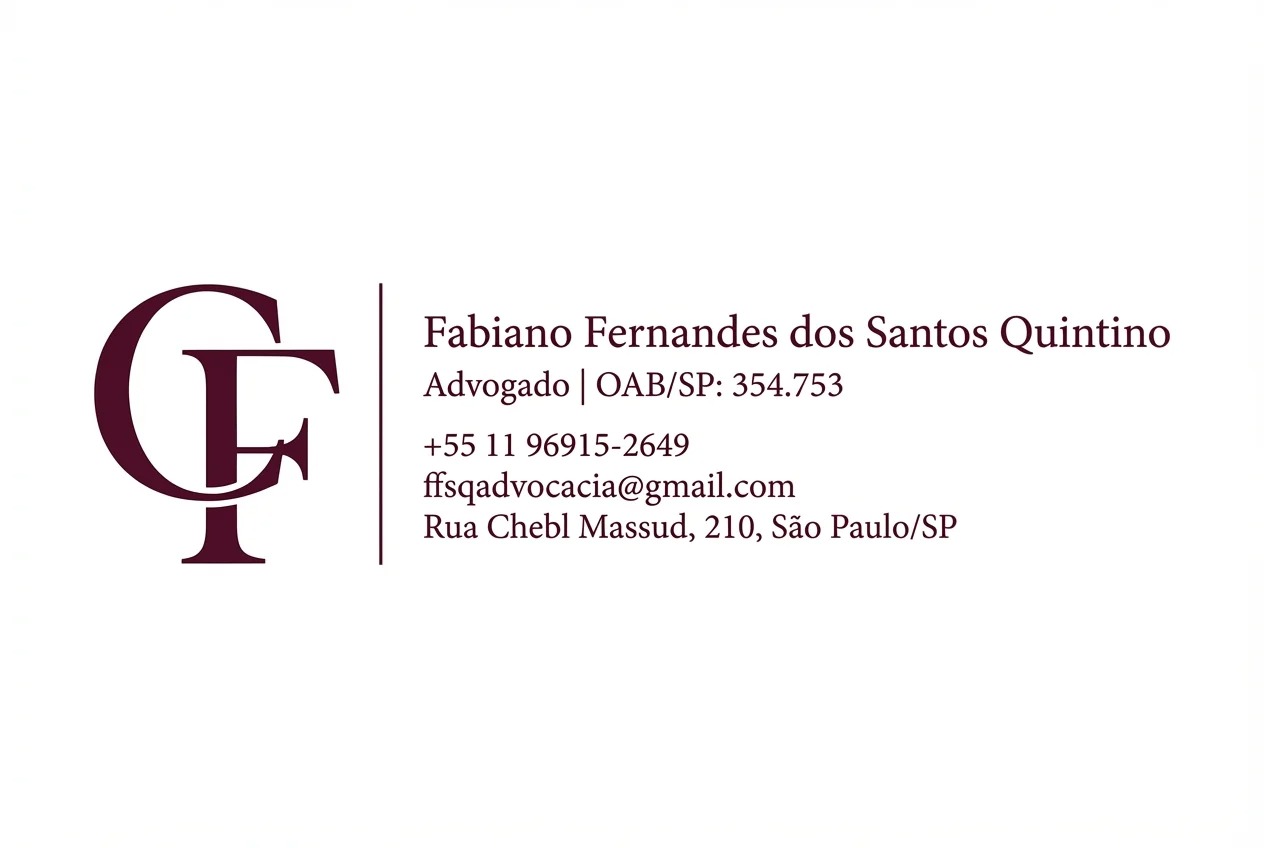 CF
Fabiano Fernandes dos Santos Quintino
Advogado | OAB/SP: 354.753
+55 11 96915-2649
ffsqadvocacia@gmail.com
Rua Chebl Massud, 210, São Paulo/SP